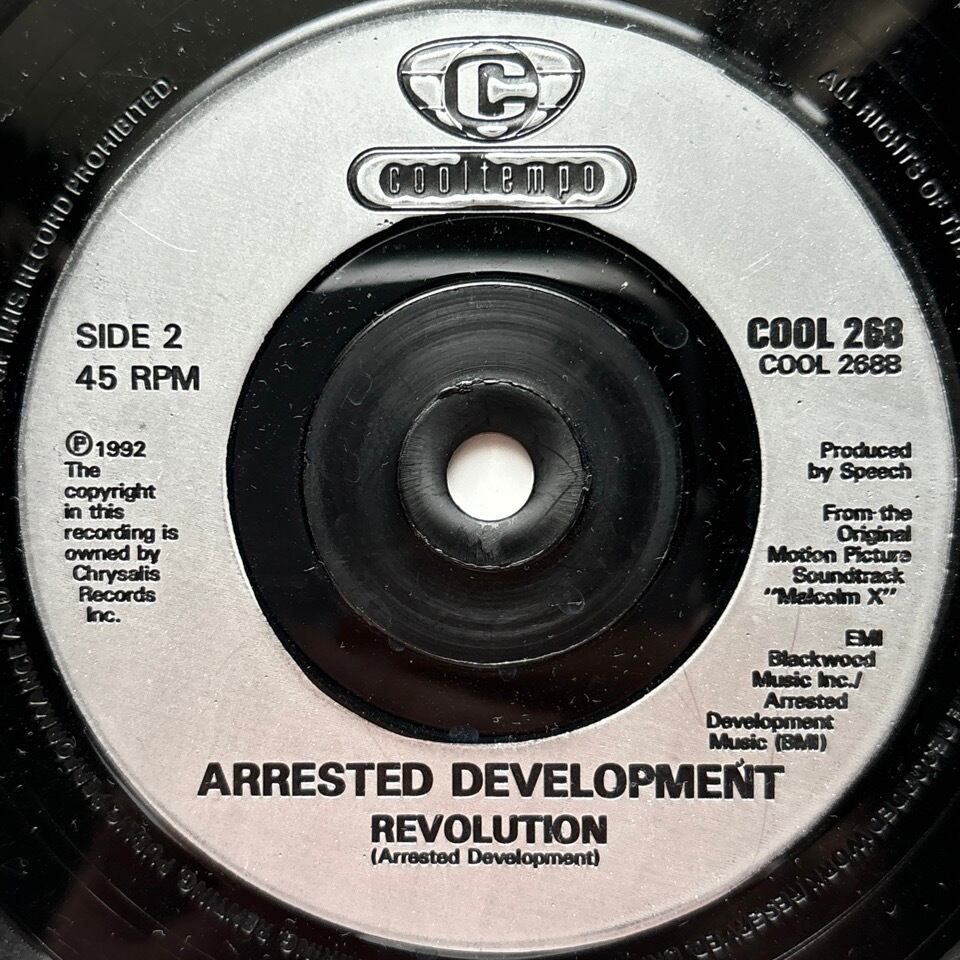 C
cooltempo
SIDE 2
45 RPM
℗ 1992
The
copyright
in this
recording is
owned by
Chrysalis
Records
Inc.
COOL 268
COOL 268B
Produced
by Speech
From the
Original
Motion Picture
Soundtrack
"Malcolm X"
EMI
Blackwood
Music Inc./
Arrested
Development
Music (BMI)
ARRESTED DEVELOPMENT
REVOLUTION
(Arrested Development)
THIS RECORD PROHIBITED.
ALL RIGHTS OF
WORK RESERVED